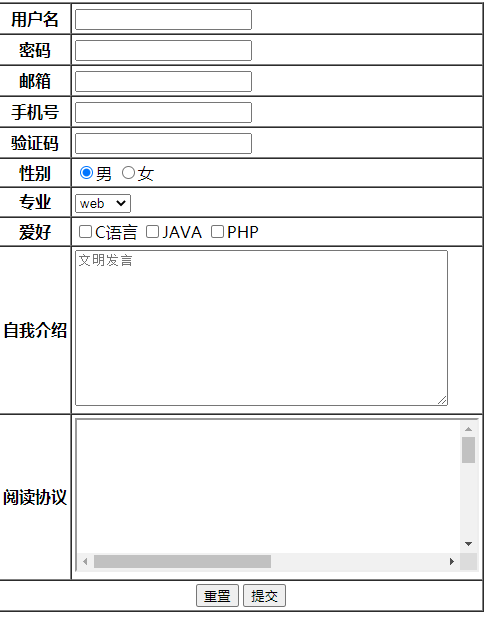 用户名
密码
邮箱
手机号
验证码
性别 男 女
专业 web
爱好 C语言 JAVA PHP
自我介绍 文明发言
阅读协议
重置 提交